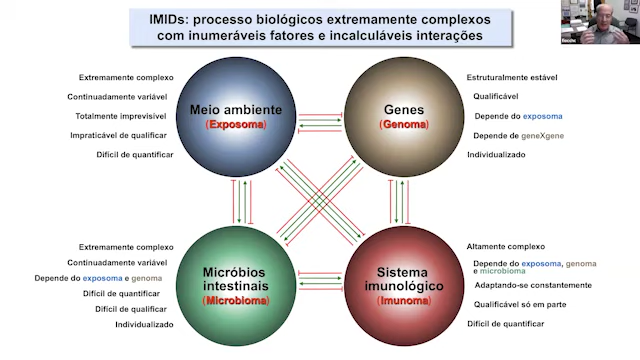 IMIDs: processo biológicos extremamente complexos
com inumeráveis fatores e incalculáveis interações
Extremamente complexo
Continuadamente variável
Totalmente imprevisível
Impraticável de qualificar
Difícil de quantificar
Meio ambiente
(Exposoma)
Genes
(Genoma)
Estruturalmente estável
Qualificável
Depende do exposoma
Depende de geneXgene
Individualizado
Extremamente complexo
Continuadamente variável
Depende do exposoma e genoma
Difícil de quantificar
Difícil de qualificar
Individualizado
Micróbios
intestinais
(Microbioma)
Sistema
imunológico
(Imunoma)
Altamente complexo
Depende do exposoma, genoma
e microbioma
Adaptando-se constantemente
Qualificável só em parte
Difícil de quantificar